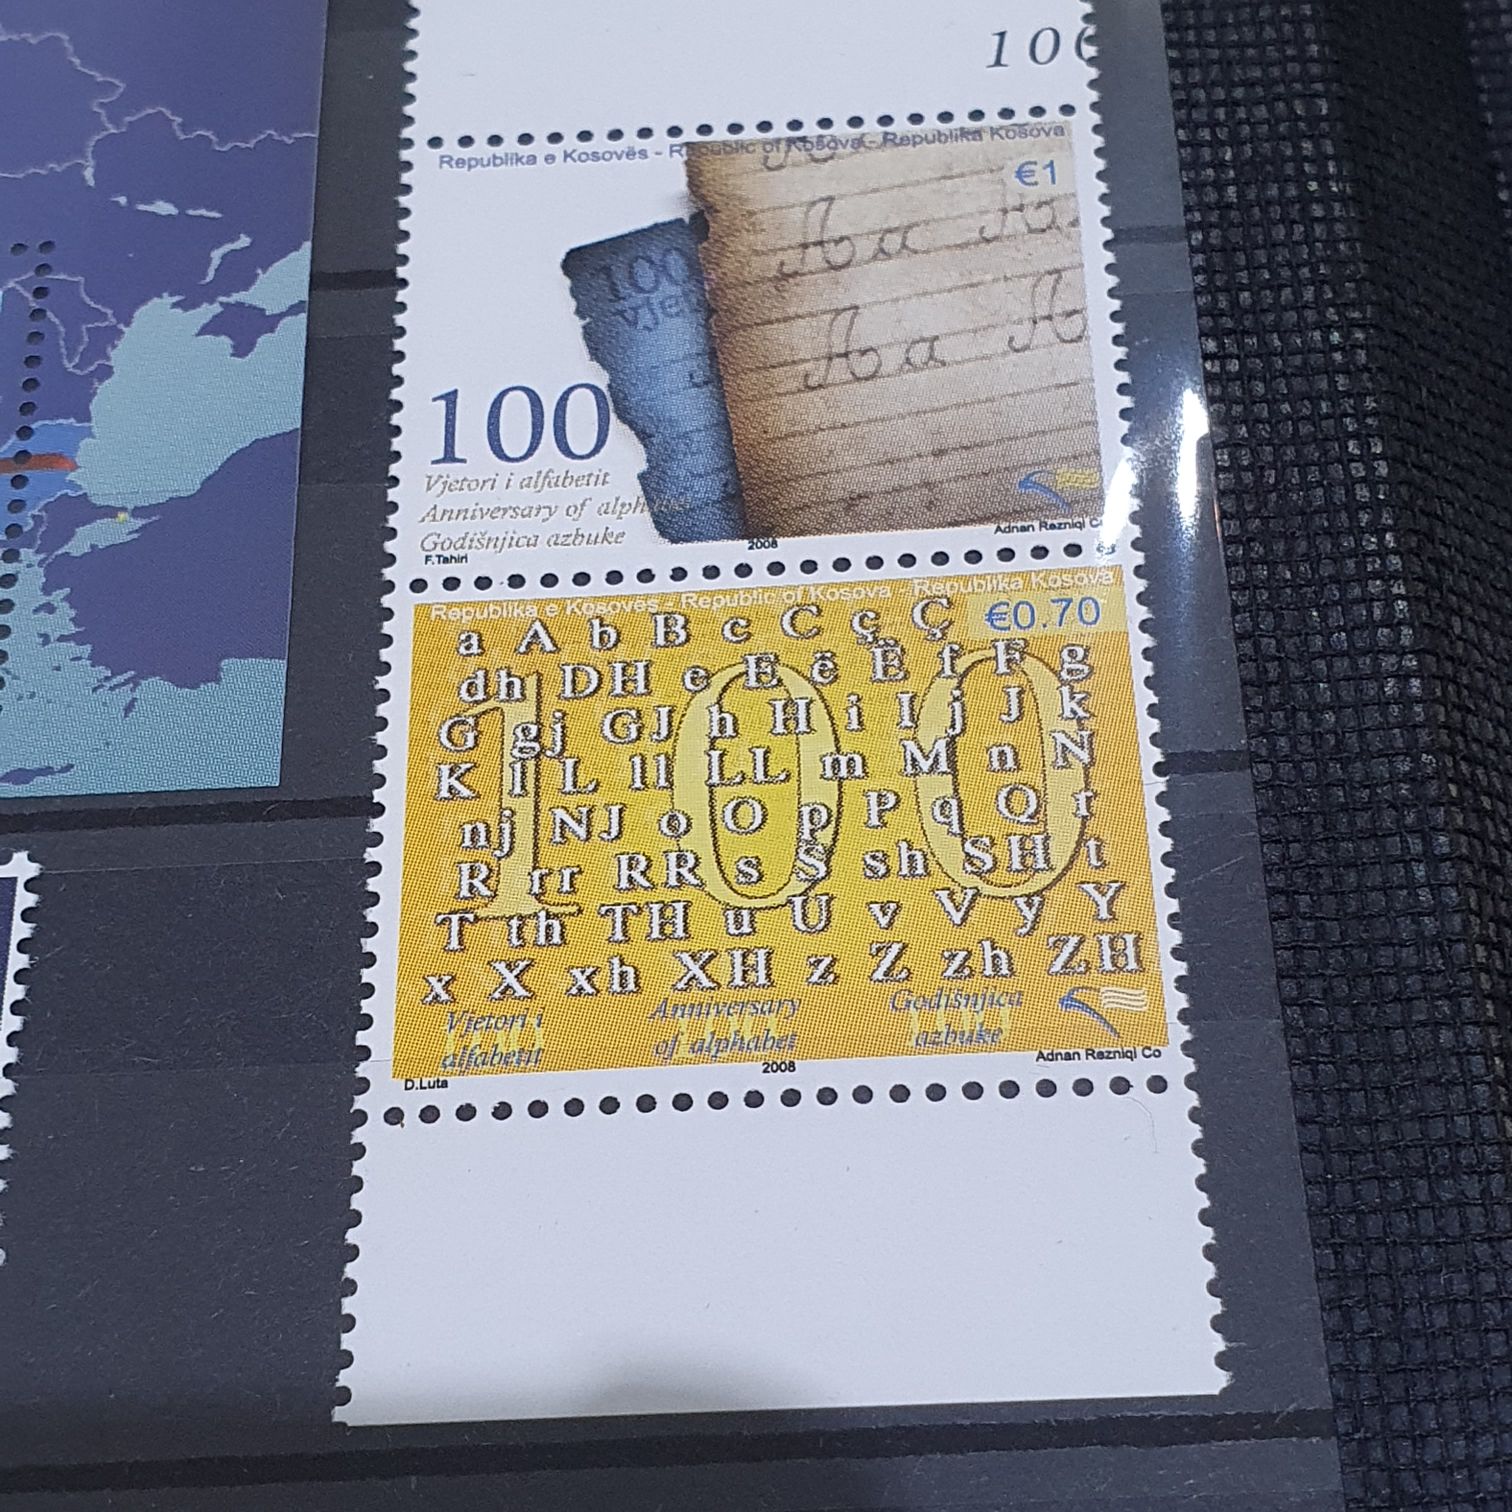 Republika e Kosovës - Republic of Kosova - Republika Kosova
€1
A a
A a A
100
100
Vjetori i alfabetit
Anniversary of alphabet
Godišnjica azbuke
F.Tahiri
2008
Adnan Rezniqi Co
Republika e Kosovës - Republic of Kosova - Republika Kosova
€0.70
a A b B c C ç Ç
dh DH e E ë Ë f F g
G gj GJ h H i I j J k
K l L ll LL m M n N
nj NJ o O p P q Q r
R rr RR s S sh SH t
T th TH u U v V y Y
x X xh XH z Z zh ZH
100
Vjetori i
alfabetit
Anniversary
of alphabet
Godišnjica
azbuke
D.Luta
2008
Adnan Rezniqi Co